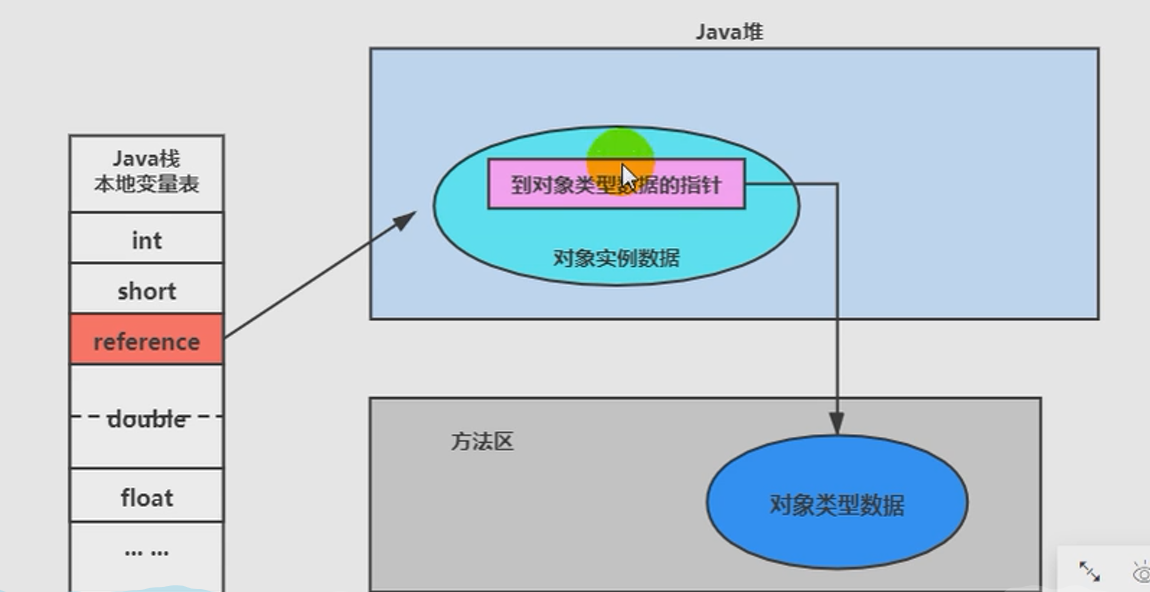 Java堆
Java栈
本地变量表
int
short
reference
double
float
... ...
到对象类型数据的指针
对象实例数据
方法区
对象类型数据